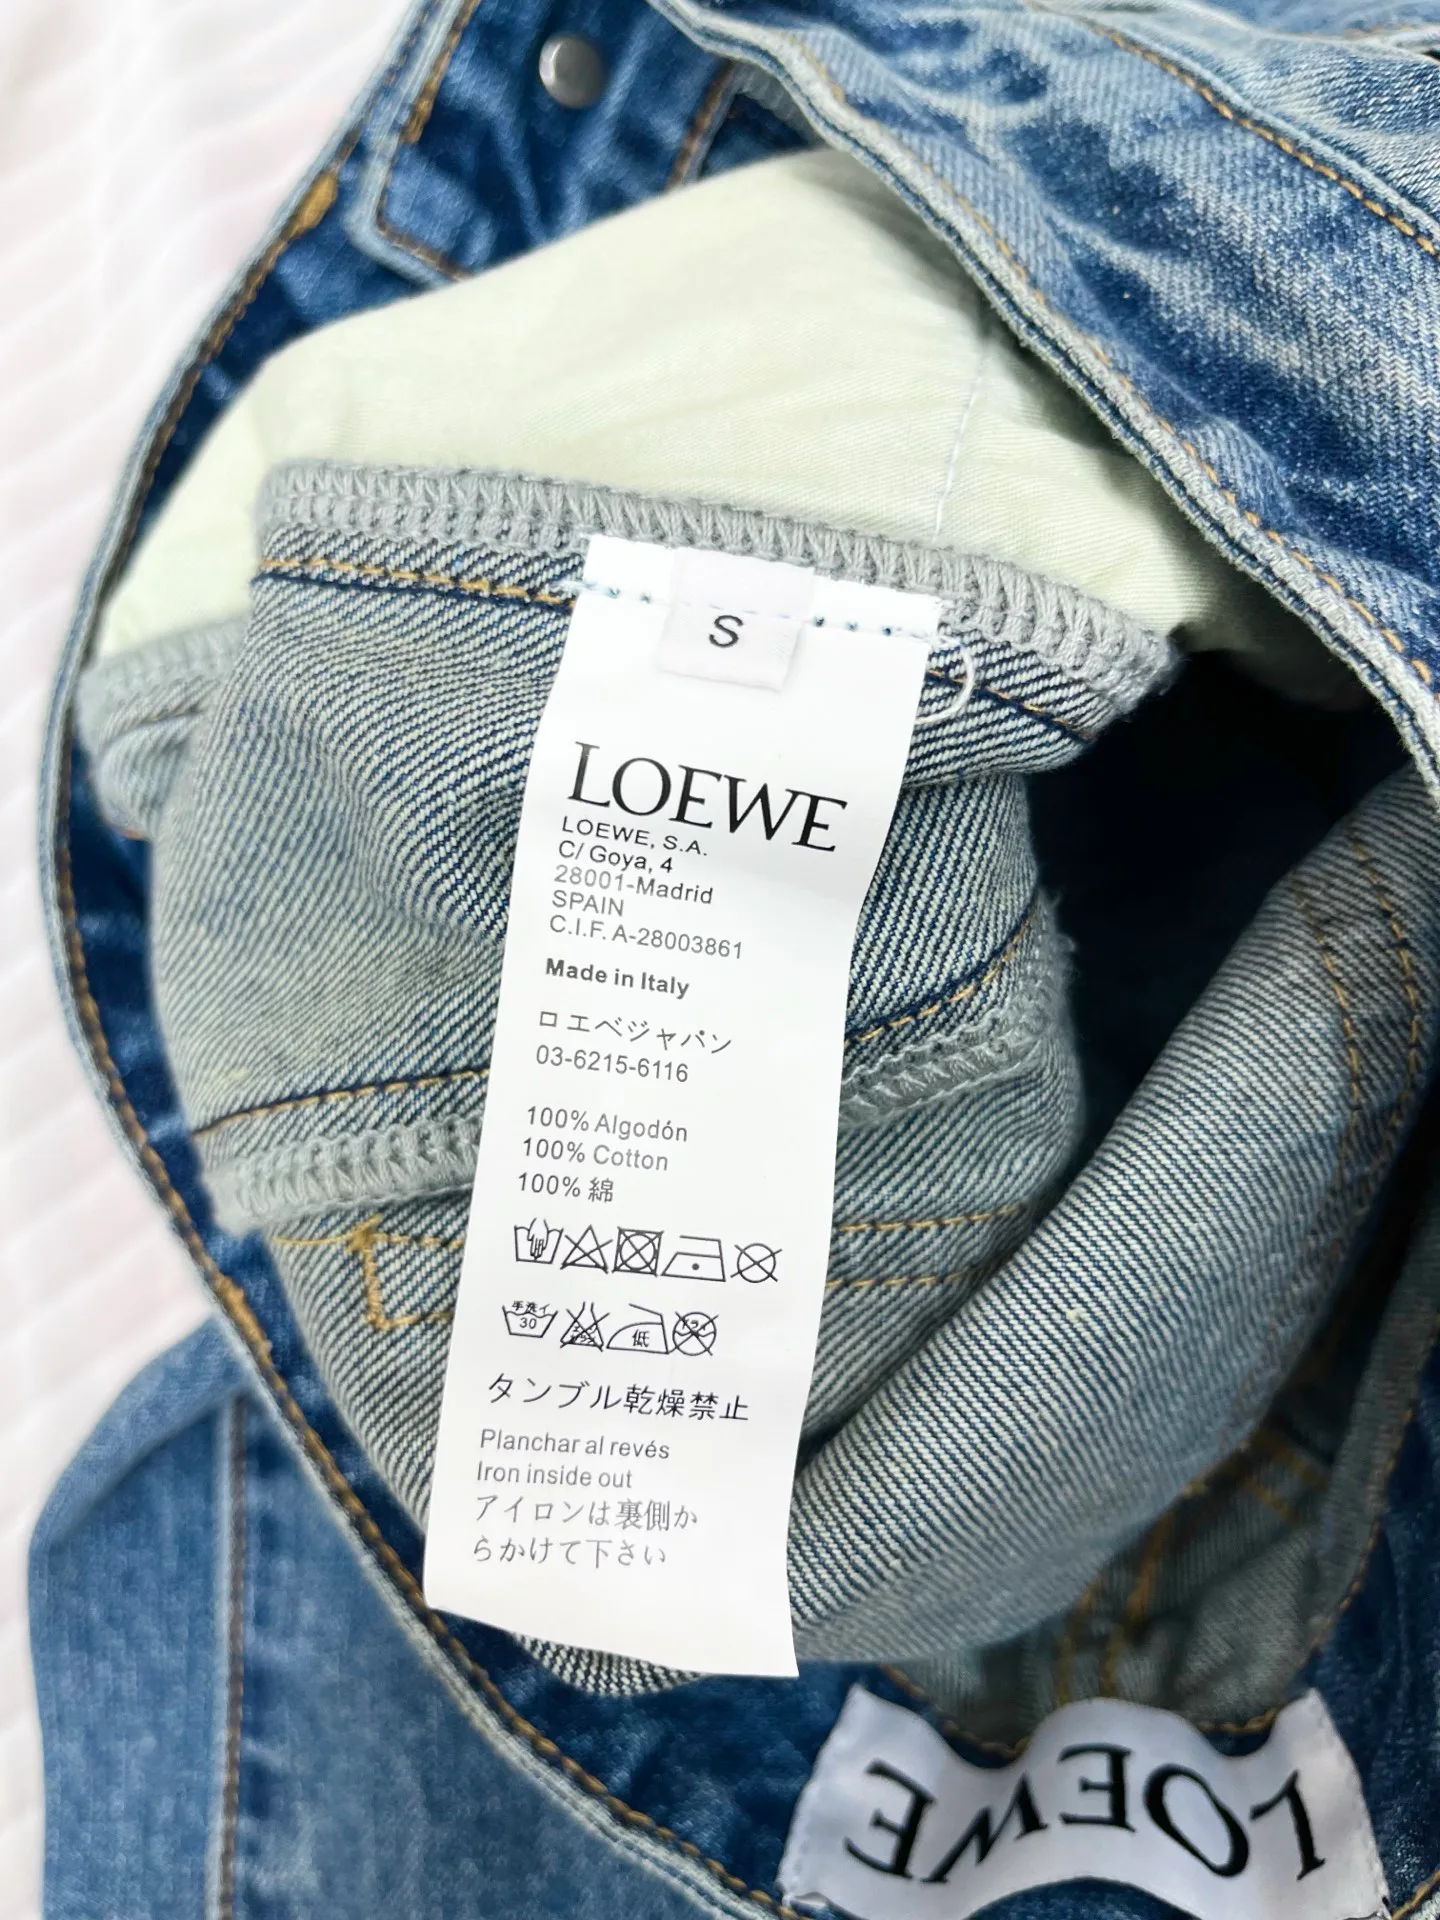 S
LOEWE
LOEWE, S.A.
C/ Goya, 4
28001-Madrid
SPAIN
C.I.F. A-28003861
Made in Italy
ロエベジャパン
03-6215-6116
100% Algodón
100% Cotton
100% 綿
手洗イ
30
低
タンブル乾燥禁止
Planchar al revés
Iron inside out
アイロンは裏側か
らかけて下さい
LOEWE